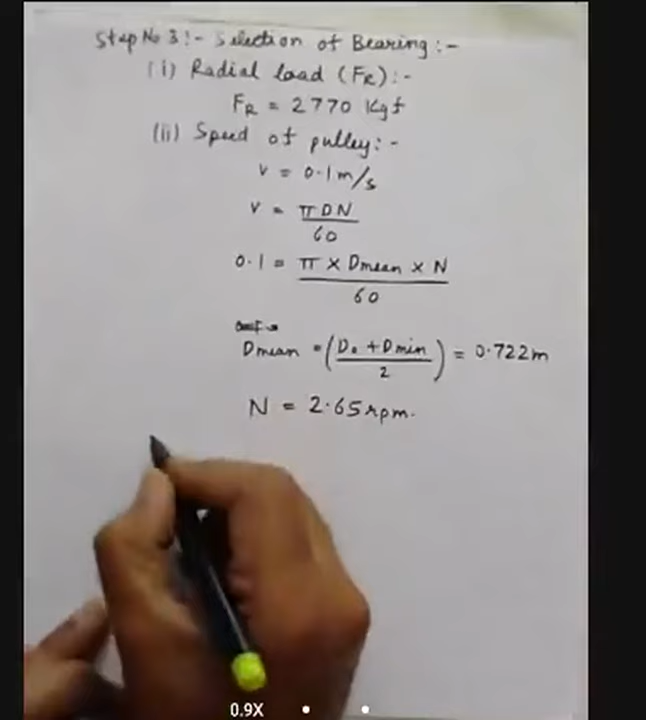 Step No 3:- Selection of Bearing:-
(i) Radial load (FR):-
FR = 2770 Kgf
(ii) Speed of pulley:-
V = 0.1m/s
V = πDN/60
0.1 = π × Dmean × N/60
Dmean = (Do + Dmin/2) = 0.722m
N = 2.65 rpm.
0.9X